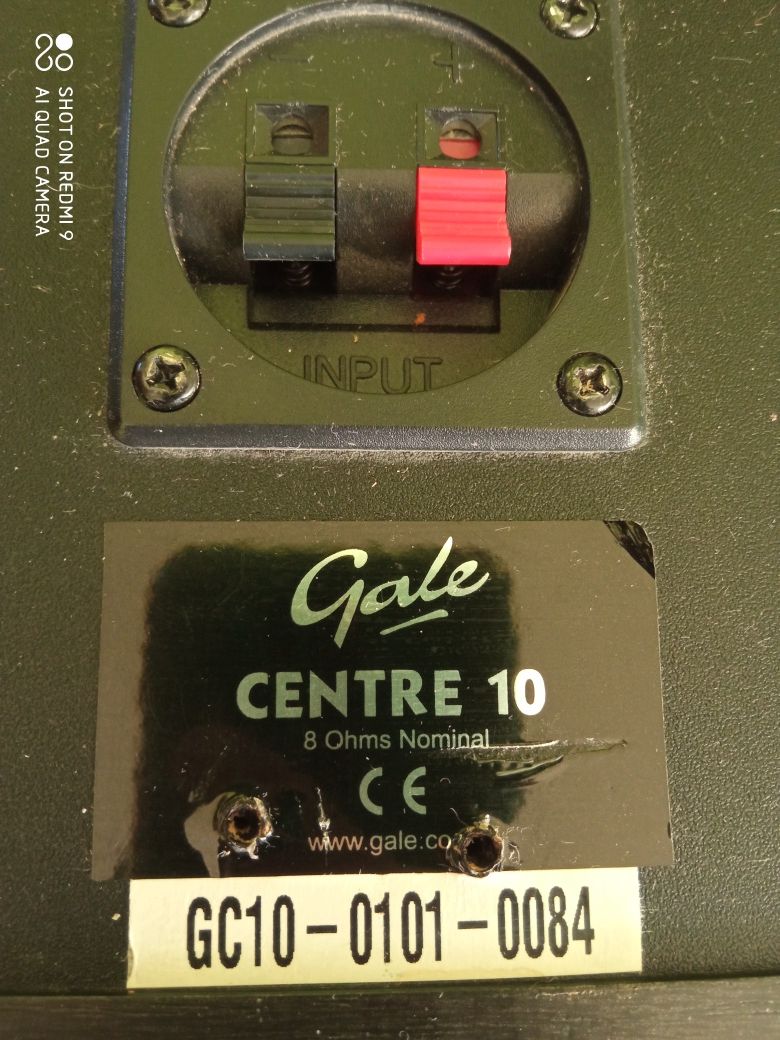 SHOT ON REDMI 9
AI QUAD CAMERA
− +
INPUT
Gale
CENTRE 10
8 Ohms Nominal
CE
www.gale.co
GC10-0101-0084